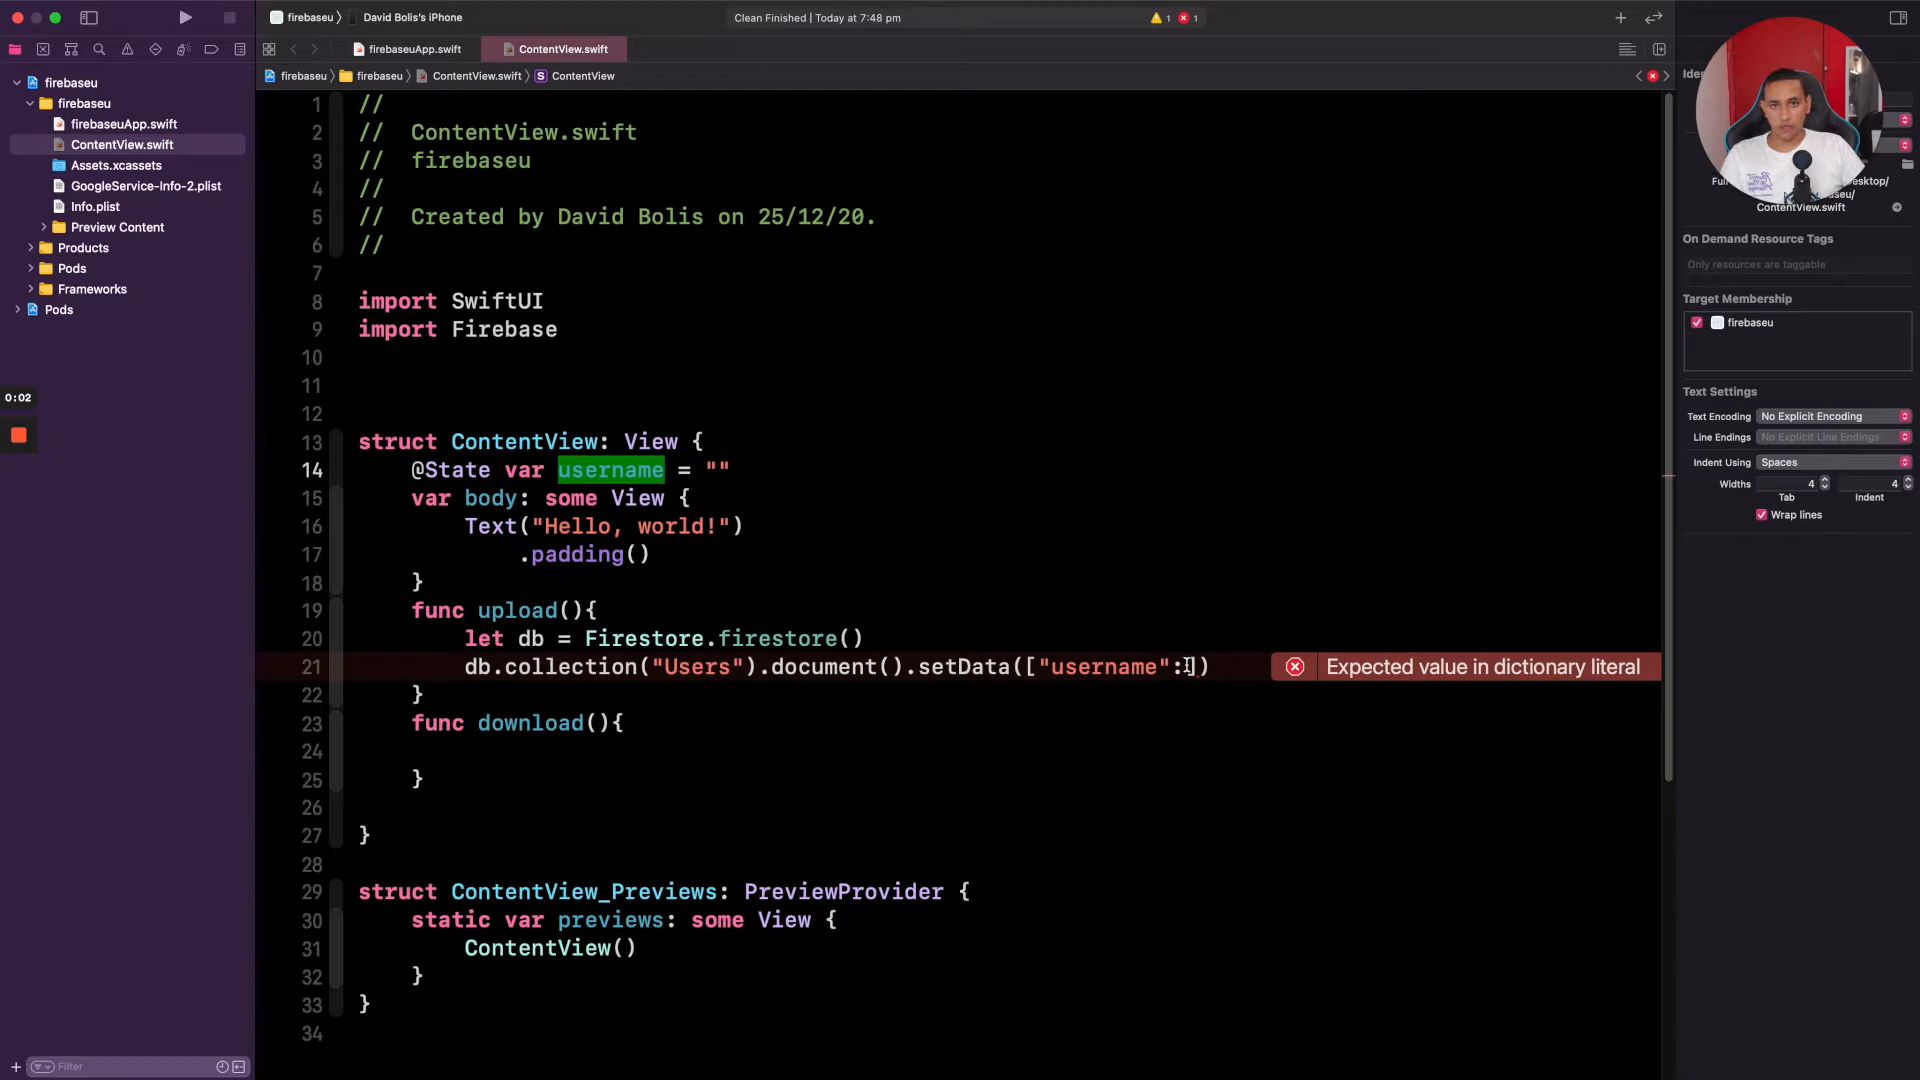 firebaseu
David Bolis's iPhone
Clean Finished | Today at 7:48 pm
1
1
firebaseuApp.swift
ContentView.swift
firebaseu
firebaseu
ContentView.swift
S
ContentView
firebaseu
firebaseu
firebaseuApp.swift
ContentView.swift
Assets.xcassets
GoogleService-Info-2.plist
Info.plist
Preview Content
Products
Pods
Frameworks
Pods
0:02
1 //
2 // ContentView.swift
3 // firebaseu
4 //
5 // Created by David Bolis on 25/12/20.
6 //
7
8 import SwiftUI
9 import Firebase
10
11
12
13 struct ContentView: View {
14 @State var username = ""
15 var body: some View {
16 Text("Hello, world!")
17 .padding()
18 }
19 func upload(){
20 let db = Firestore.firestore()
21 db.collection("Users").document().setData(["username":]) Expected value in dictionary literal
22 }
23 func download(){
24
25 }
26
27 }
28
29 struct ContentView_Previews: PreviewProvider {
30 static var previews: some View {
31 ContentView()
32 }
33 }
34
Filter
ContentView.swift
On Demand Resource Tags
Only resources are taggable
Target Membership
firebaseu
Text Settings
Text Encoding No Explicit Encoding
Line Endings No Explicit Line Endings
Indent Using Spaces
Widths 4 4
Tab Indent
Wrap lines